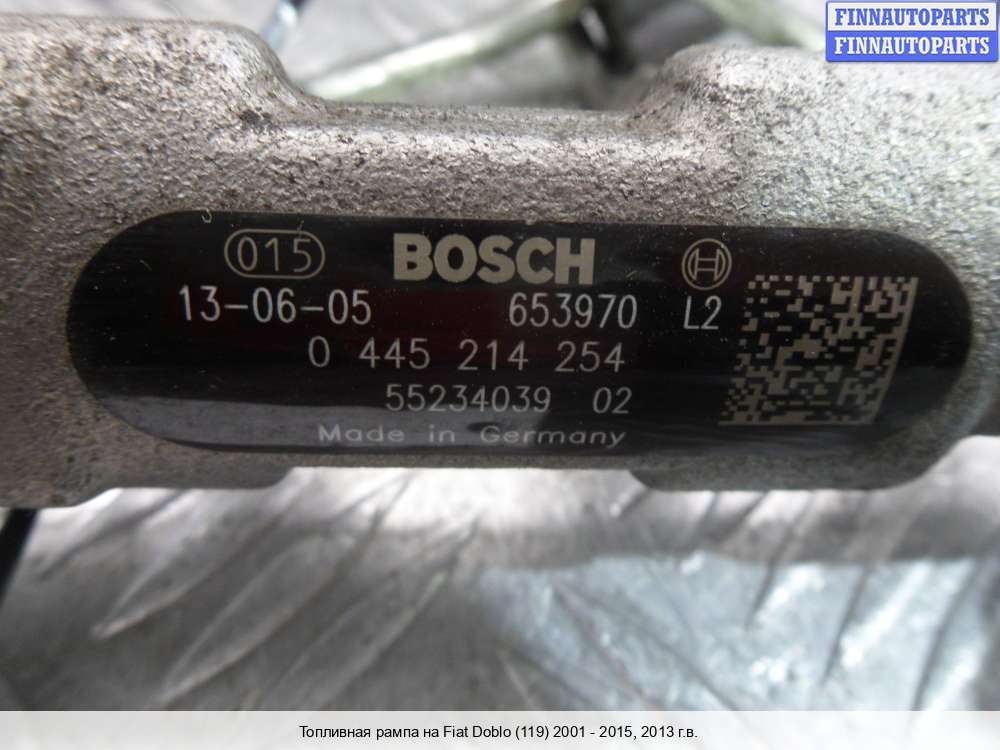 FINNAUTOPARTS
FINNAUTOPARTS
015 BOSCH
13-06-05 653970 L2
0 445 214 254
55234039 02
Made in Germany
Топливная рампа на Fiat Doblo (119) 2001 - 2015, 2013 г.в.